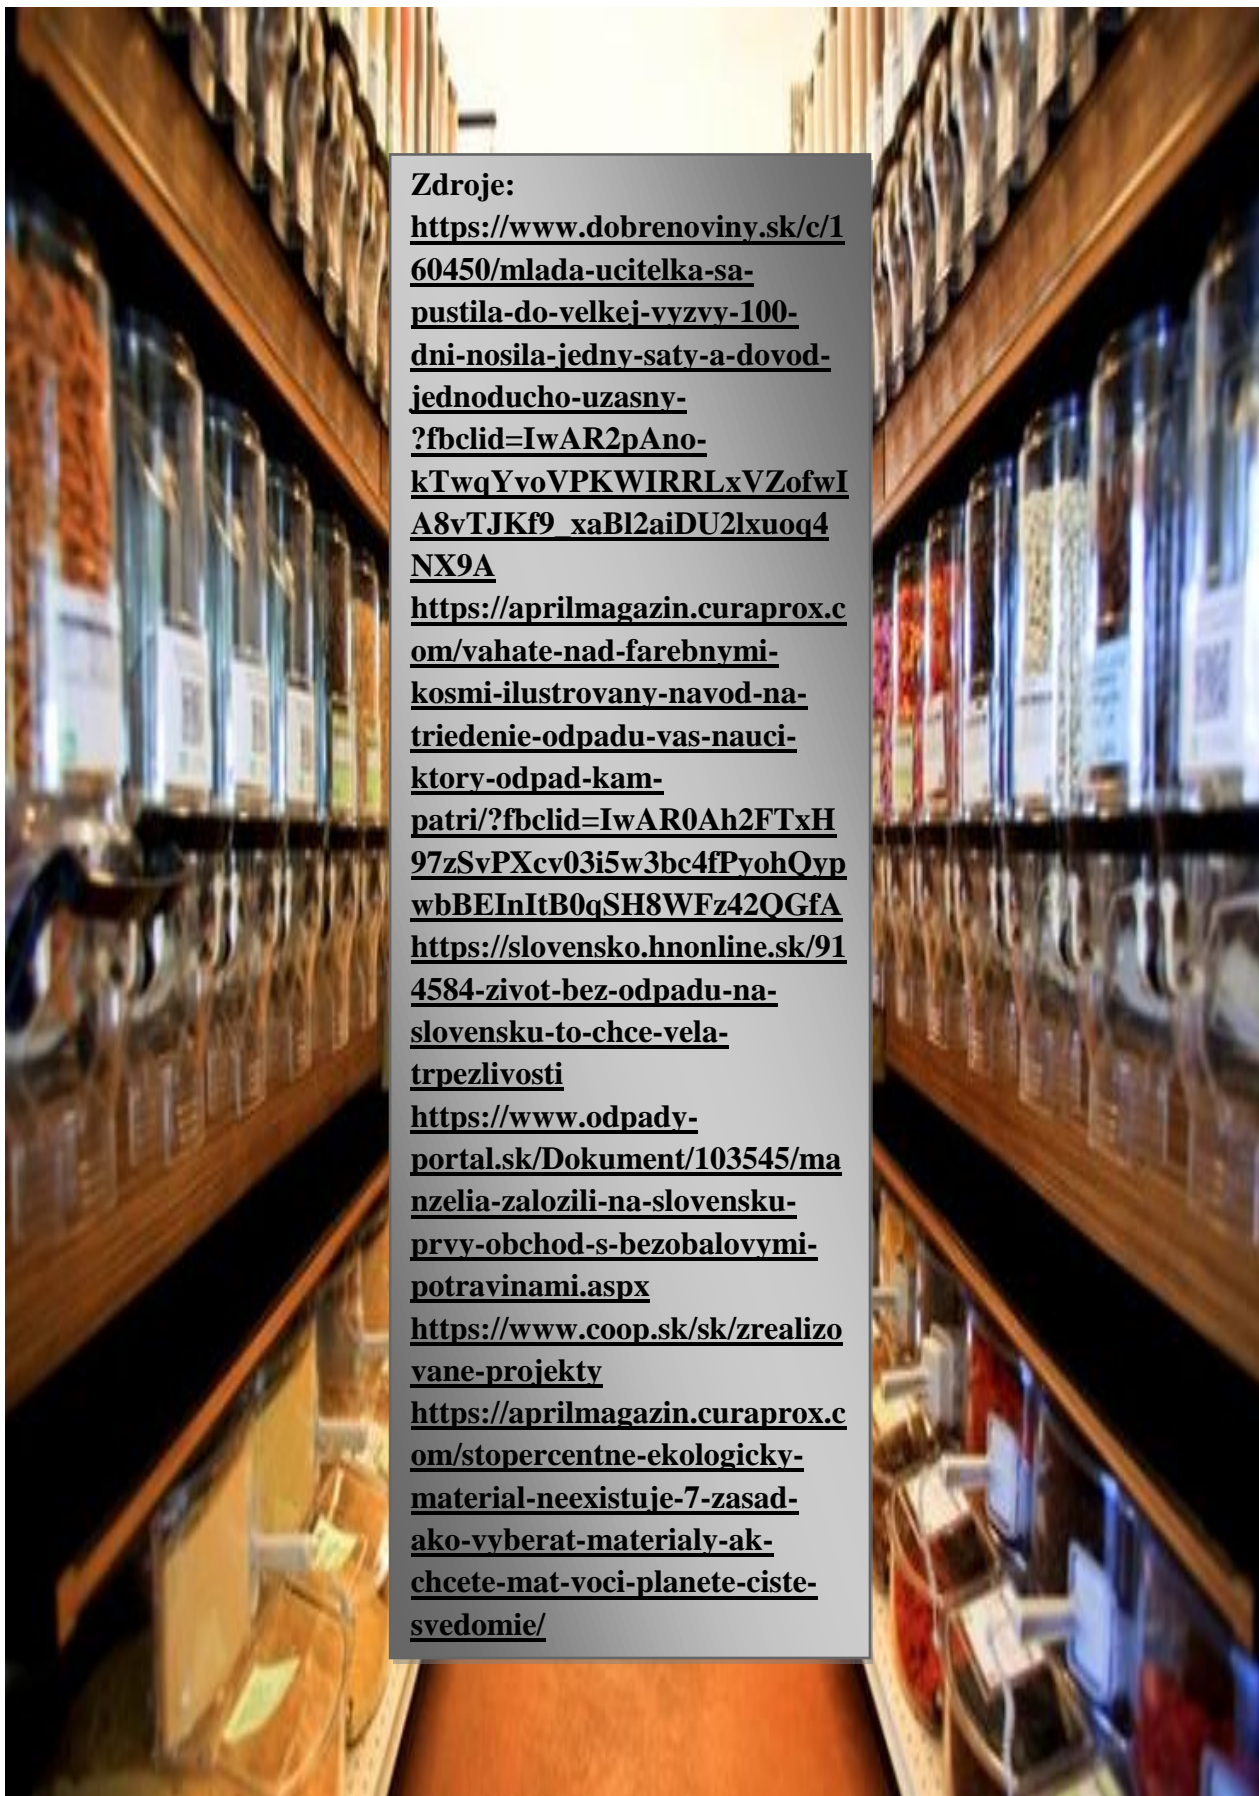 Zdroje:
https://www.dobrenoviny.sk/c/1
60450/mlada-ucitelka-sa-
pustila-do-velkej-vyzvy-100-
dni-nosila-jedny-saty-a-dovod-
jednoducho-uzasny-
?fbclid=IwAR2pAno-
kTwqYvoVPKWIRRLxVZofwI
A8vTJKf9_xaBl2aiDU2lxuoq4
NX9A
https://aprilmagazin.curaprox.c
om/vahate-nad-farebnymi-
kosmi-ilustrovany-navod-na-
triedenie-odpadu-vas-nauci-
ktory-odpad-kam-
patri/?fbclid=IwAR0Ah2FTxH
97zSvPXcv03i5w3bc4fPyohQyp
wbBEInItB0qSH8WFz42QGfA
https://slovensko.hnonline.sk/91
4584-zivot-bez-odpadu-na-
slovensku-to-chce-vela-
trpezlivosti
https://www.odpady-
portal.sk/Dokument/103545/ma
nzelia-zalozili-na-slovensku-
prvy-obchod-s-bezobalovymi-
potravinami.aspx
https://www.coop.sk/sk/zrealizo
vane-projekty
https://aprilmagazin.curaprox.c
om/stopercentne-ekologicky-
material-neexistuje-7-zasad-
ako-vyberat-materialy-ak-
chcete-mat-voci-planete-ciste-
svedomie/